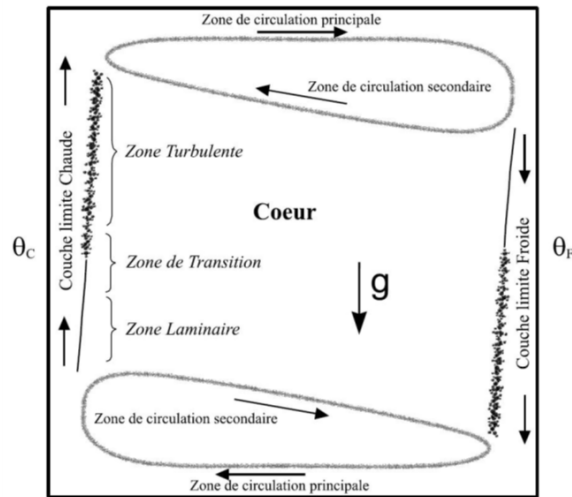 Zone de circulation principale
Zone de circulation secondaire
Zone Turbulente
Couche limite Chaude
Coeur
θC
Zone de Transition
g
θF
Couche limite Froide
Zone Laminaire
Zone de circulation secondaire
Zone de circulation principale